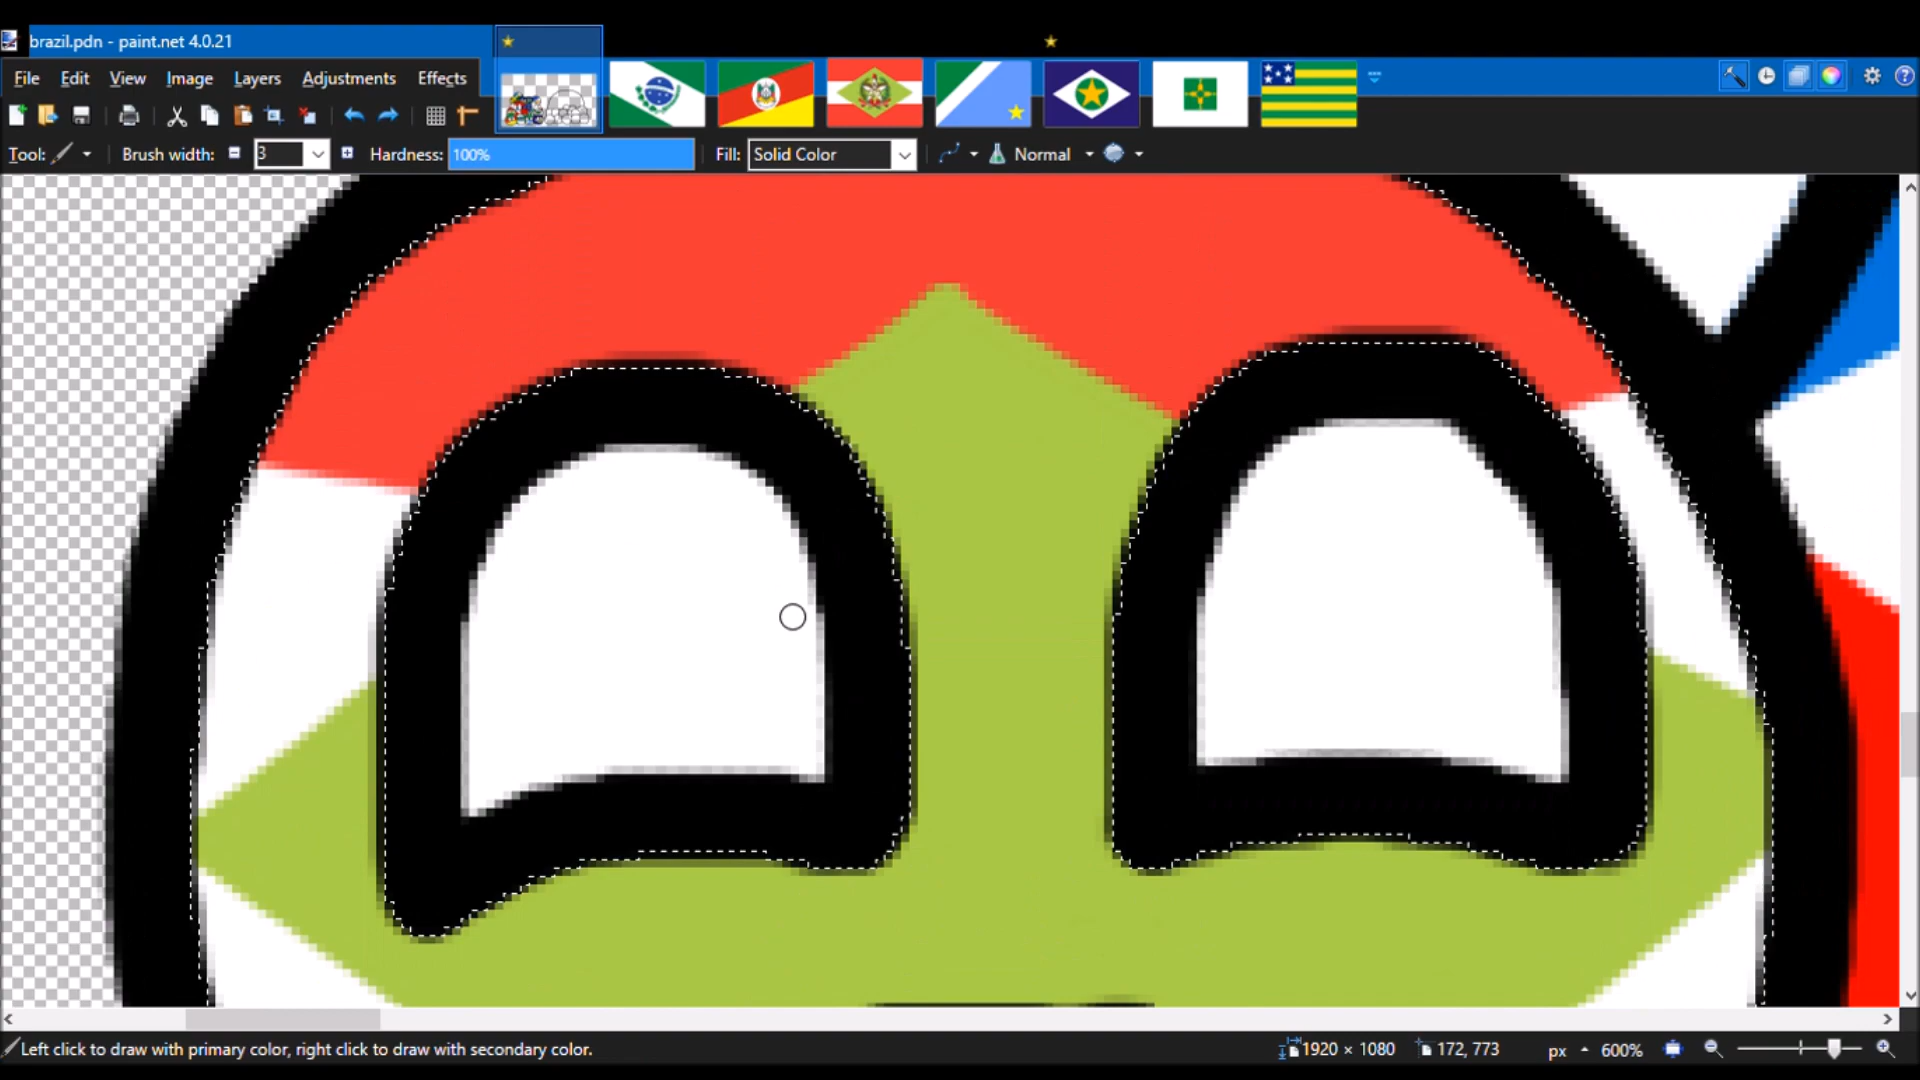 brazil.pdn - paint.net 4.0.21
File Edit View Image Layers Adjustments Effects
Tool: Brush width: 3 Hardness: 100% Fill: Solid Color Normal
Left click to draw with primary color, right click to draw with secondary color. 1920 × 1080 172, 773 px 600%